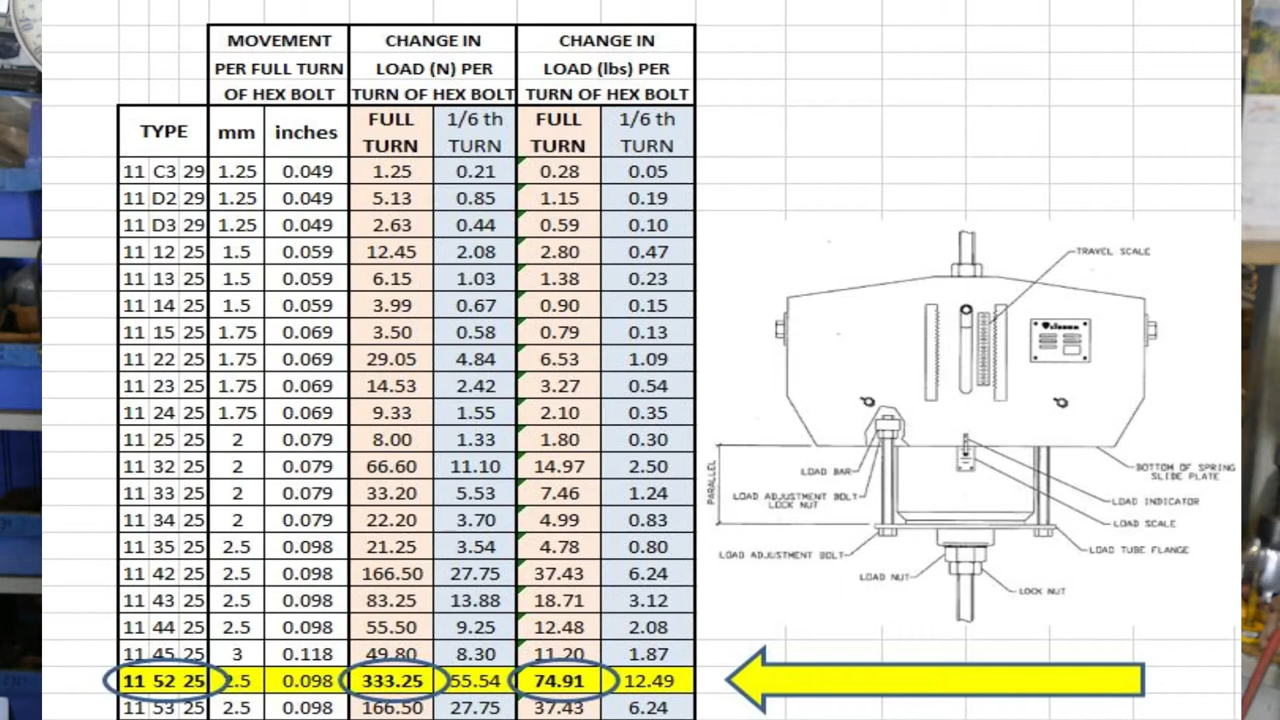 MOVEMENT CHANGE IN CHANGE IN
PER FULL TURN LOAD (N) PER LOAD (lbs) PER
OF HEX BOLT TURN OF HEX BOLT TURN OF HEX BOLT
TYPE mm inches FULL TURN 1/6 th TURN FULL TURN 1/6 th TURN
11 C3 29 1.25 0.049 1.25 0.21 0.28 0.05
11 D2 29 1.25 0.049 5.13 0.85 1.15 0.19
11 D3 29 1.25 0.049 2.63 0.44 0.59 0.10
11 12 25 1.5 0.059 12.45 2.08 2.80 0.47
11 13 25 1.5 0.059 6.15 1.03 1.38 0.23
11 14 25 1.5 0.059 3.99 0.67 0.90 0.15
11 15 25 1.75 0.069 3.50 0.58 0.79 0.13
11 22 25 1.75 0.069 29.05 4.84 6.53 1.09
11 23 25 1.75 0.069 14.53 2.42 3.27 0.54
11 24 25 1.75 0.069 9.33 1.55 2.10 0.35
11 25 25 2 0.079 8.00 1.33 1.80 0.30
11 32 25 2 0.079 66.60 11.10 14.97 2.50
11 33 25 2 0.079 33.20 5.53 7.46 1.24
11 34 25 2 0.079 22.20 3.70 4.99 0.83
11 35 25 2.5 0.098 21.25 3.54 4.78 0.80
11 42 25 2.5 0.098 166.50 27.75 37.43 6.24
11 43 25 2.5 0.098 83.25 13.88 18.71 3.12
11 44 25 2.5 0.098 55.50 9.25 12.48 2.08
11 45 25 3 0.118 49.80 8.30 11.20 1.87
11 52 25 2.5 0.098 333.25 55.54 74.91 12.49
11 53 25 2.5 0.098 166.50 27.75 37.43 6.24
TRAVEL SCALE
LOAD BAR
PARALLEL
LOAD ADJUSTMENT BOLT
LOCK NUT
LOAD ADJUSTMENT BOLT
LOAD NUT
BOTTOM OF SPRING
SLIDE PLATE
LOAD INDICATOR
LOAD SCALE
LOAD TUBE FLANGE
LOCK NUT